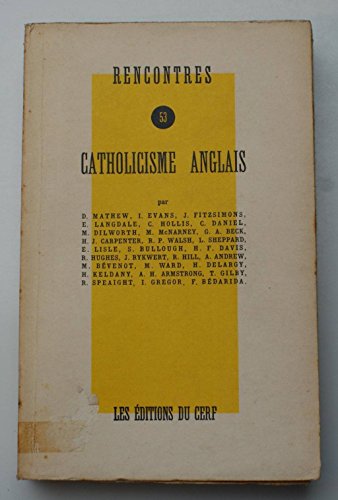 RENCONTRES
53
CATHOLICISME ANGLAIS
par
D. MATHEW, I. EVANS, J. FITZSIMONS,
E. LANGDALE, C. HOLLIS, C. DANIEL,
M. DILWORTH, M. McNARNEY, G. A. BECK,
H. J. CARPENTER, R. P. WALSH, L. SHEPPARD,
E. LISLE, S. BULLOUGH, H. F. DAVIS,
R. HUGHES, J. RYKWERT, R. HILL, A. ANDREW,
M. BÉVENOT, M. WARD, H. DELARGY,
H. KELDANY, A. H. ARMSTRONG, T. GILBY,
R. SPEAIGHT, I. GREGOR, F. BÉDARIDA.
LES ÉDITIONS DU CERF